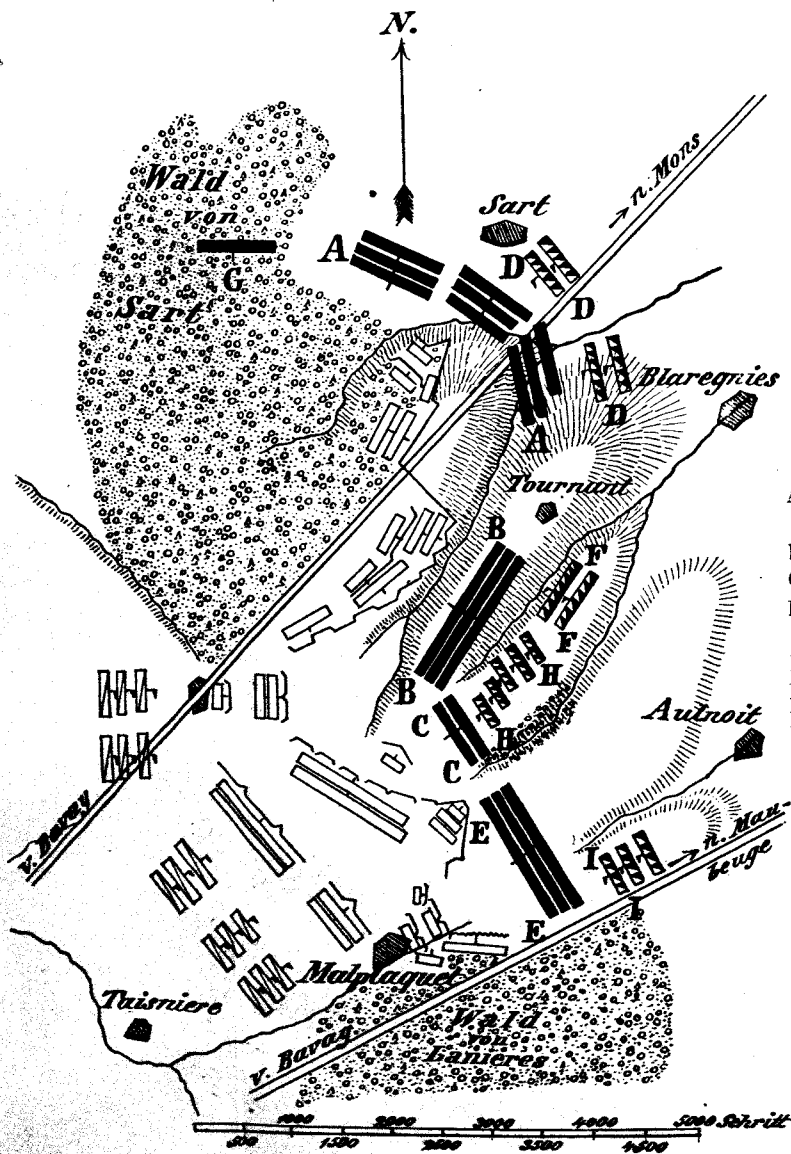 N.
Wald
von
Sart
G
A
Sart
D
D
n. Mons
D
A
Blaregnies
Tournant
B
F
F
B
H
C
H
C
Aulnoit
E
I
n. Mau-
beuge
I
E
v. Bavay
Malplaquet
Taisniere
v. Bavay
Wald
von
Lanieres
1000
2000
3000
4000
5000 Schritt
500
1500
2500
3500
4500